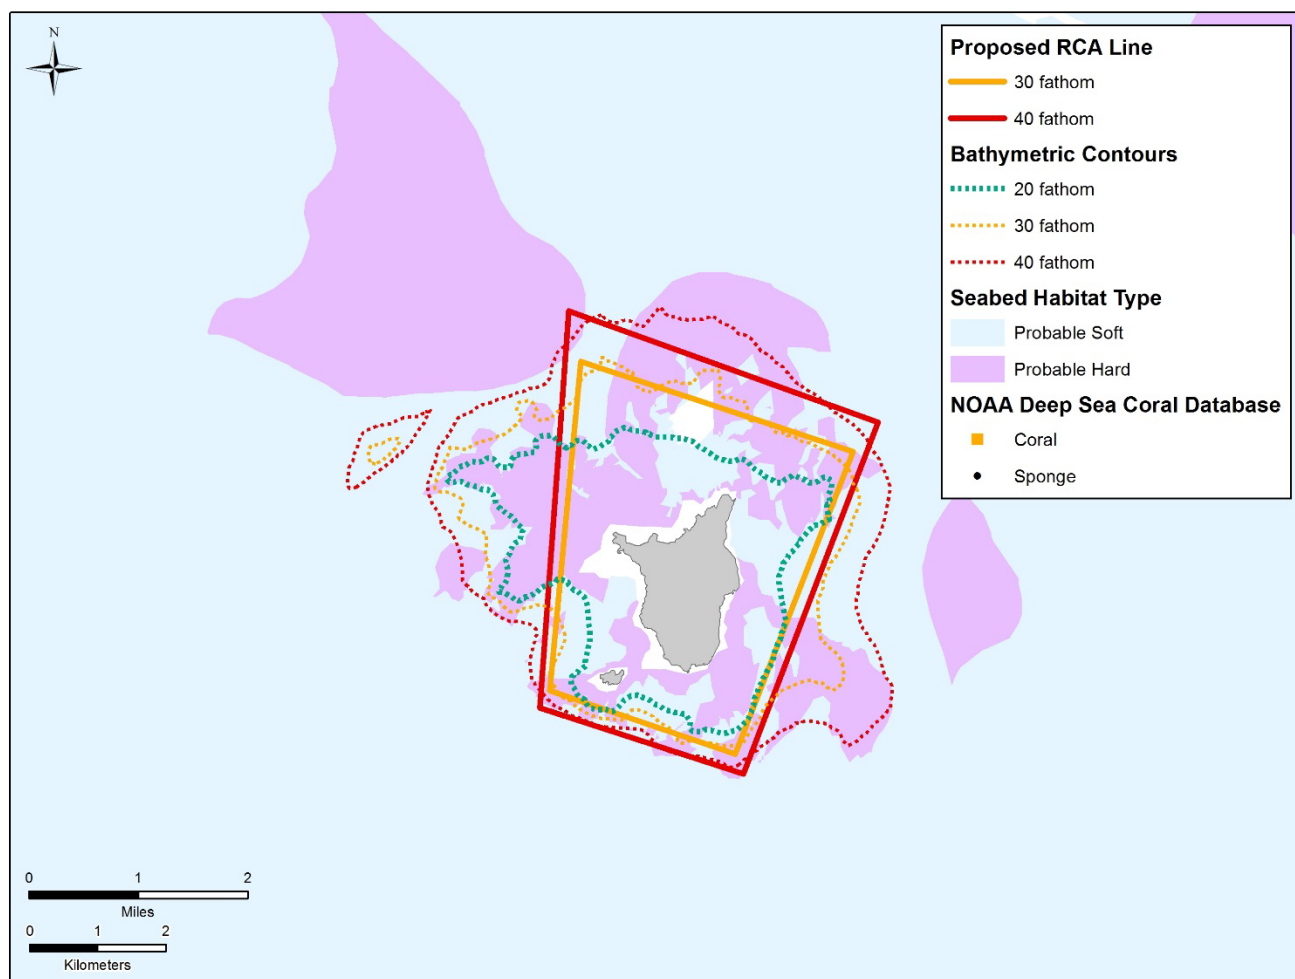 N
Proposed RCA Line
30 fathom
40 fathom
Bathymetric Contours
20 fathom
30 fathom
40 fathom
Seabed Habitat Type
Probable Soft
Probable Hard
NOAA Deep Sea Coral Database
Coral
Sponge
0 1 2
Miles
0 1 2
Kilometers